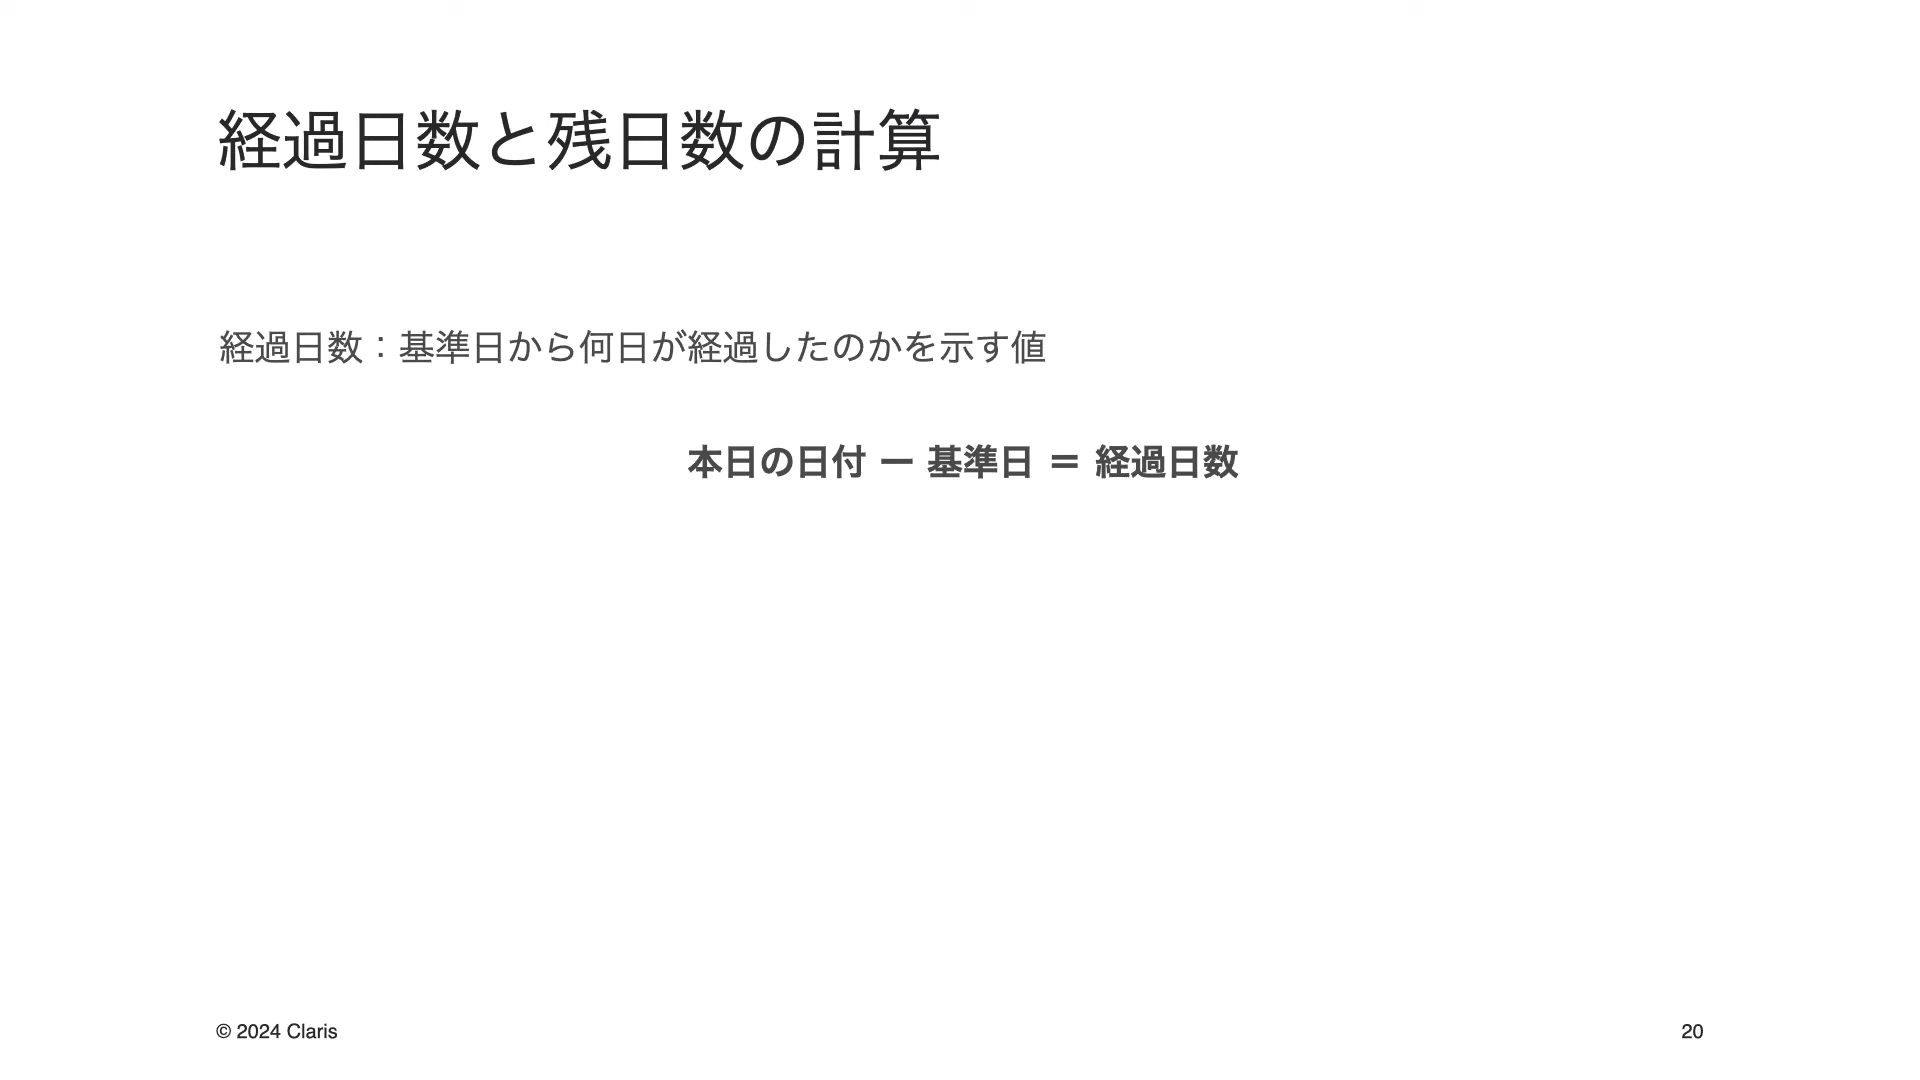 経過日数と残日数の計算
経過日数：基準日から何日が経過したのかを示す値
本日の日付 ー 基準日 ＝ 経過日数
© 2024 Claris
20